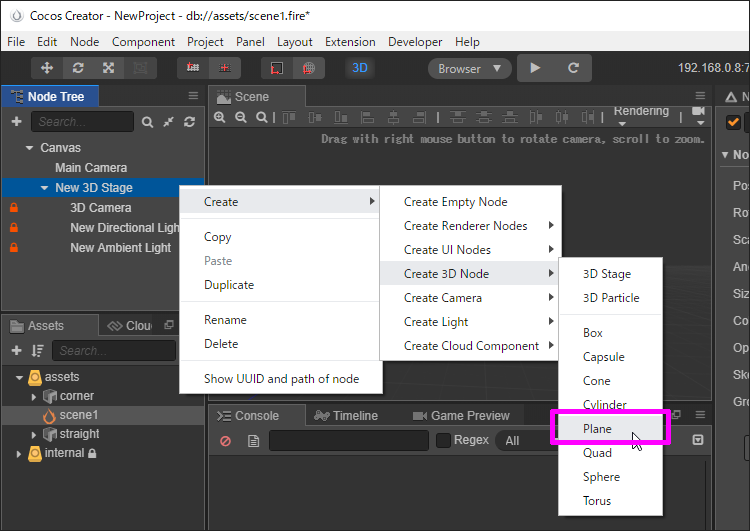 Cocos Creator - NewProject - db://assets/scene1.fire*
File Edit Node Component Project Panel Layout Extension Developer Help
3D Browser 192.168.0.8:7
Node Tree
Search...
Canvas
Main Camera
New 3D Stage
3D Camera
New Directional Ligh
New Ambient Light
Scene
Rendering
Drag with right mouse button to rotate camera, scroll to zoom.
Create
Copy
Paste
Duplicate
Rename
Delete
Show UUID and path of node
Create Empty Node
Create Renderer Nodes
Create UI Nodes
Create 3D Node
Create Camera
Create Light
Create Cloud Component
3D Stage
3D Particle
Box
Capsule
Cone
Cylinder
Plane
Quad
Sphere
Torus
Assets
Cloud
Search...
assets
corner
scene1
straight
internal
Console
Timeline
Game Preview
Regex
All
N
No
Pos
Rot
Sca
An
Siz
Co
Op
Ske
Gro